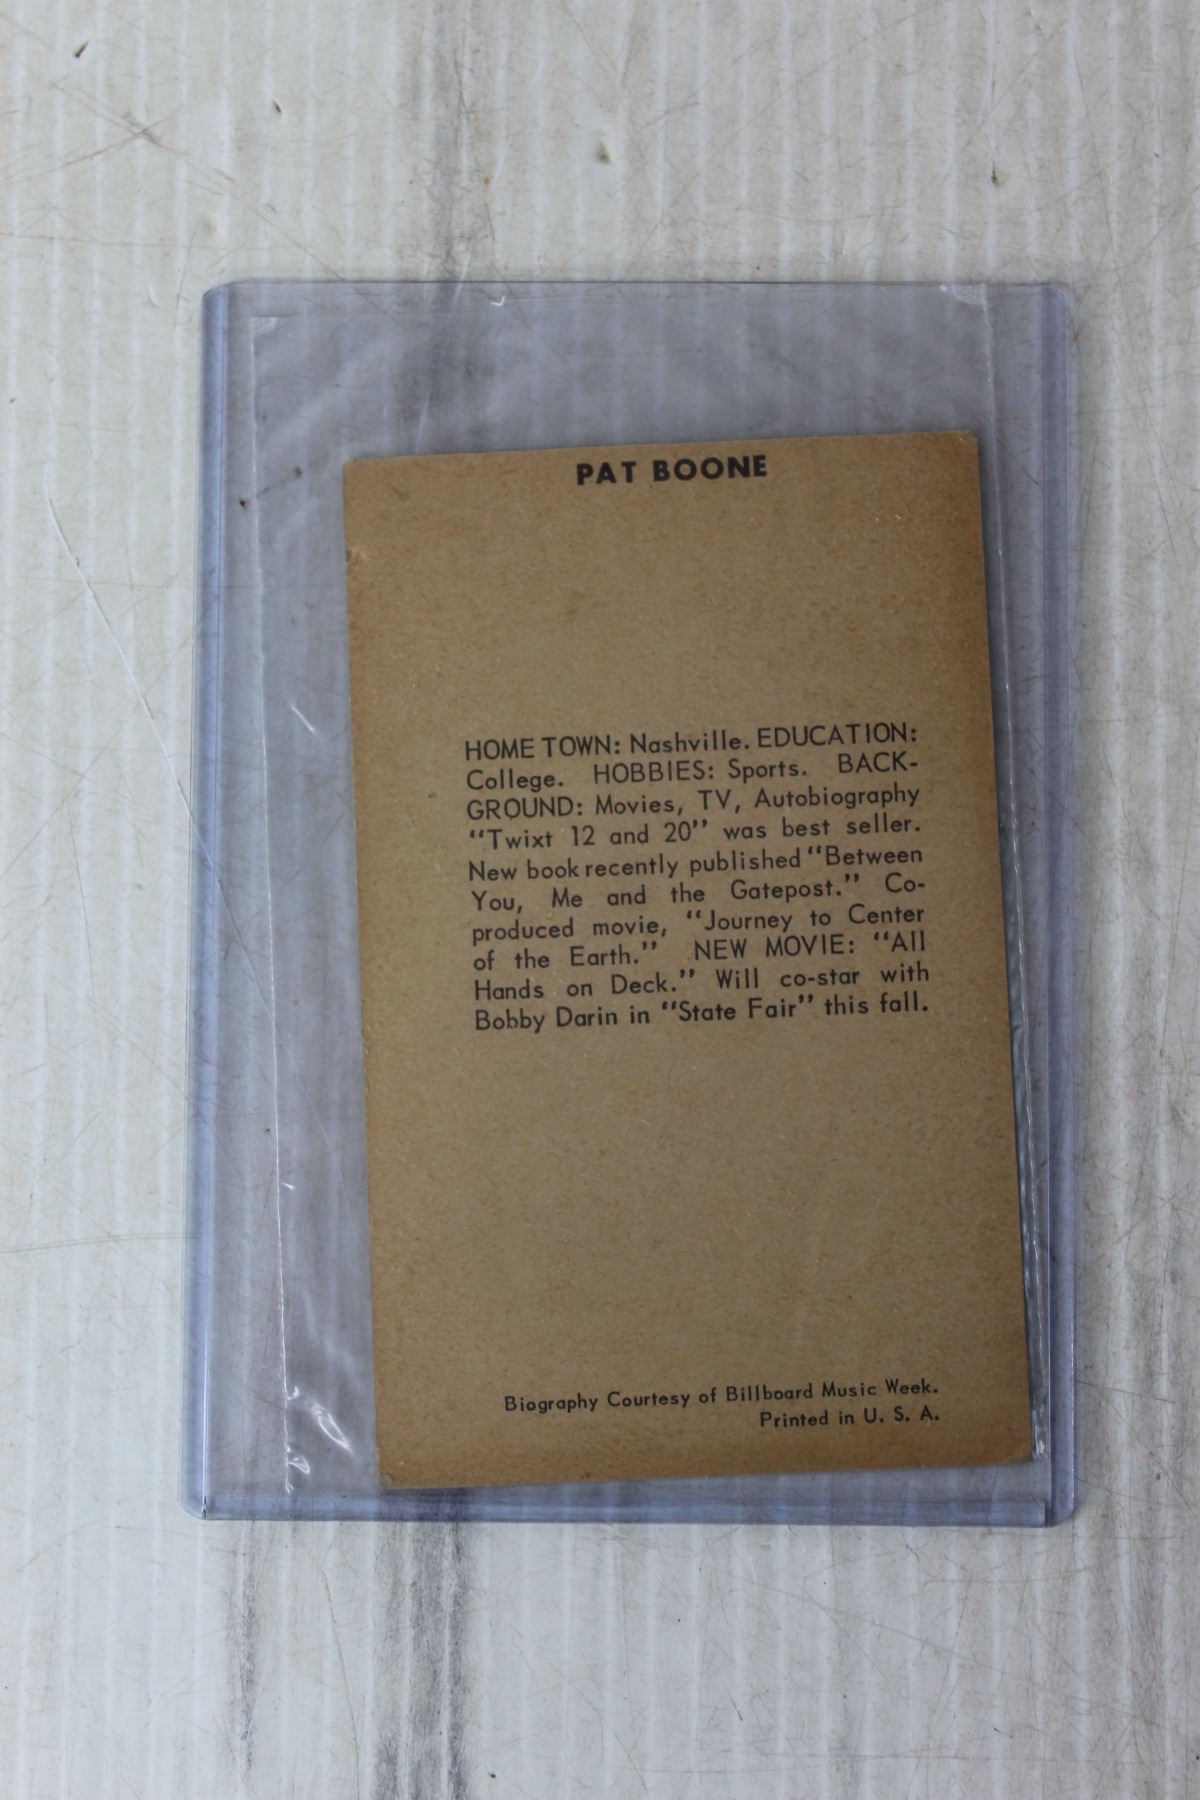 PAT BOONE
HOME TOWN: Nashville. EDUCATION:
College. HOBBIES: Sports. BACK-
GROUND: Movies, TV, Autobiography
“Twixt 12 and 20” was best seller.
New book recently published “Between
You, Me and the Gatepost.” Co-
produced movie, “Journey to Center
of the Earth.” NEW MOVIE: “All
Hands on Deck.” Will co-star with
Bobby Darin in “State Fair” this fall.
Biography Courtesy of Billboard Music Week.
Printed in U. S. A.